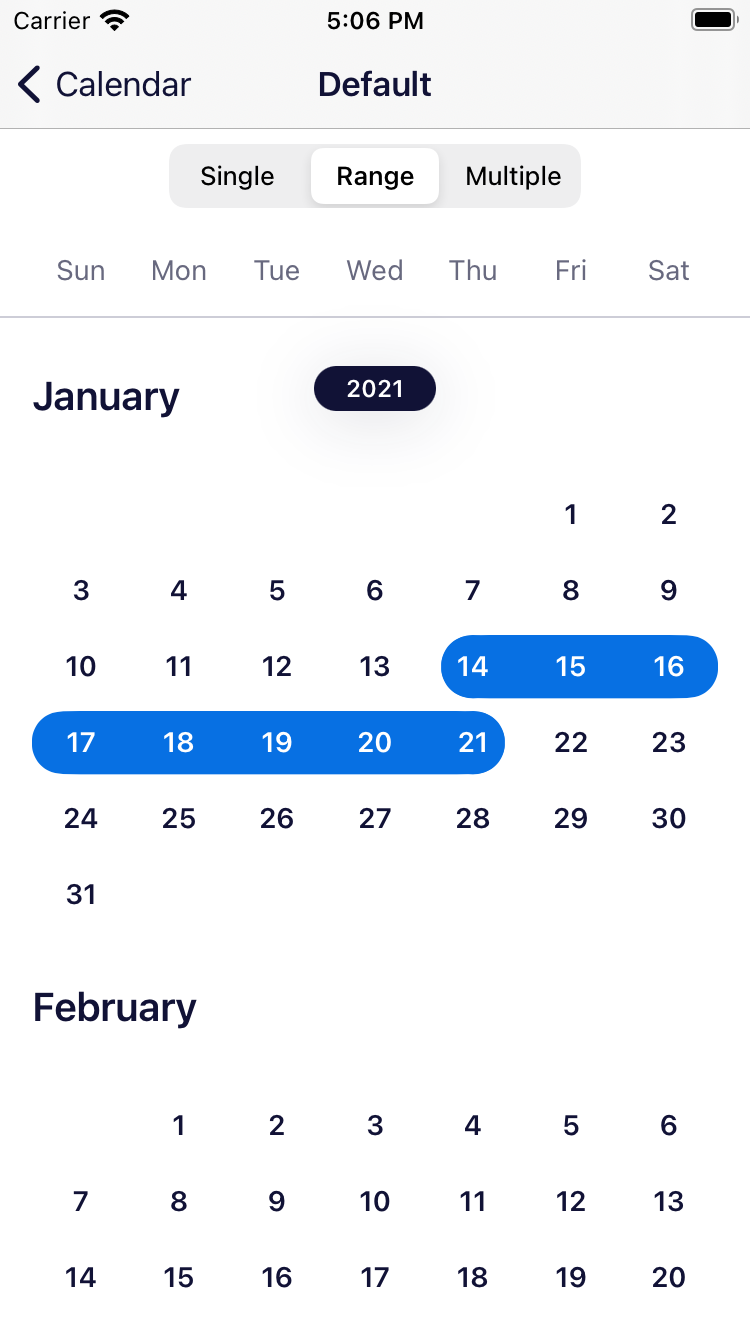 Carrier 5:06 PM
Calendar Default
Single Range Multiple
Sun Mon Tue Wed Thu Fri Sat
January 2021
1 2
3 4 5 6 7 8 9
10 11 12 13 14 15 16
17 18 19 20 21 22 23
24 25 26 27 28 29 30
31
February
1 2 3 4 5 6
7 8 9 10 11 12 13
14 15 16 17 18 19 20